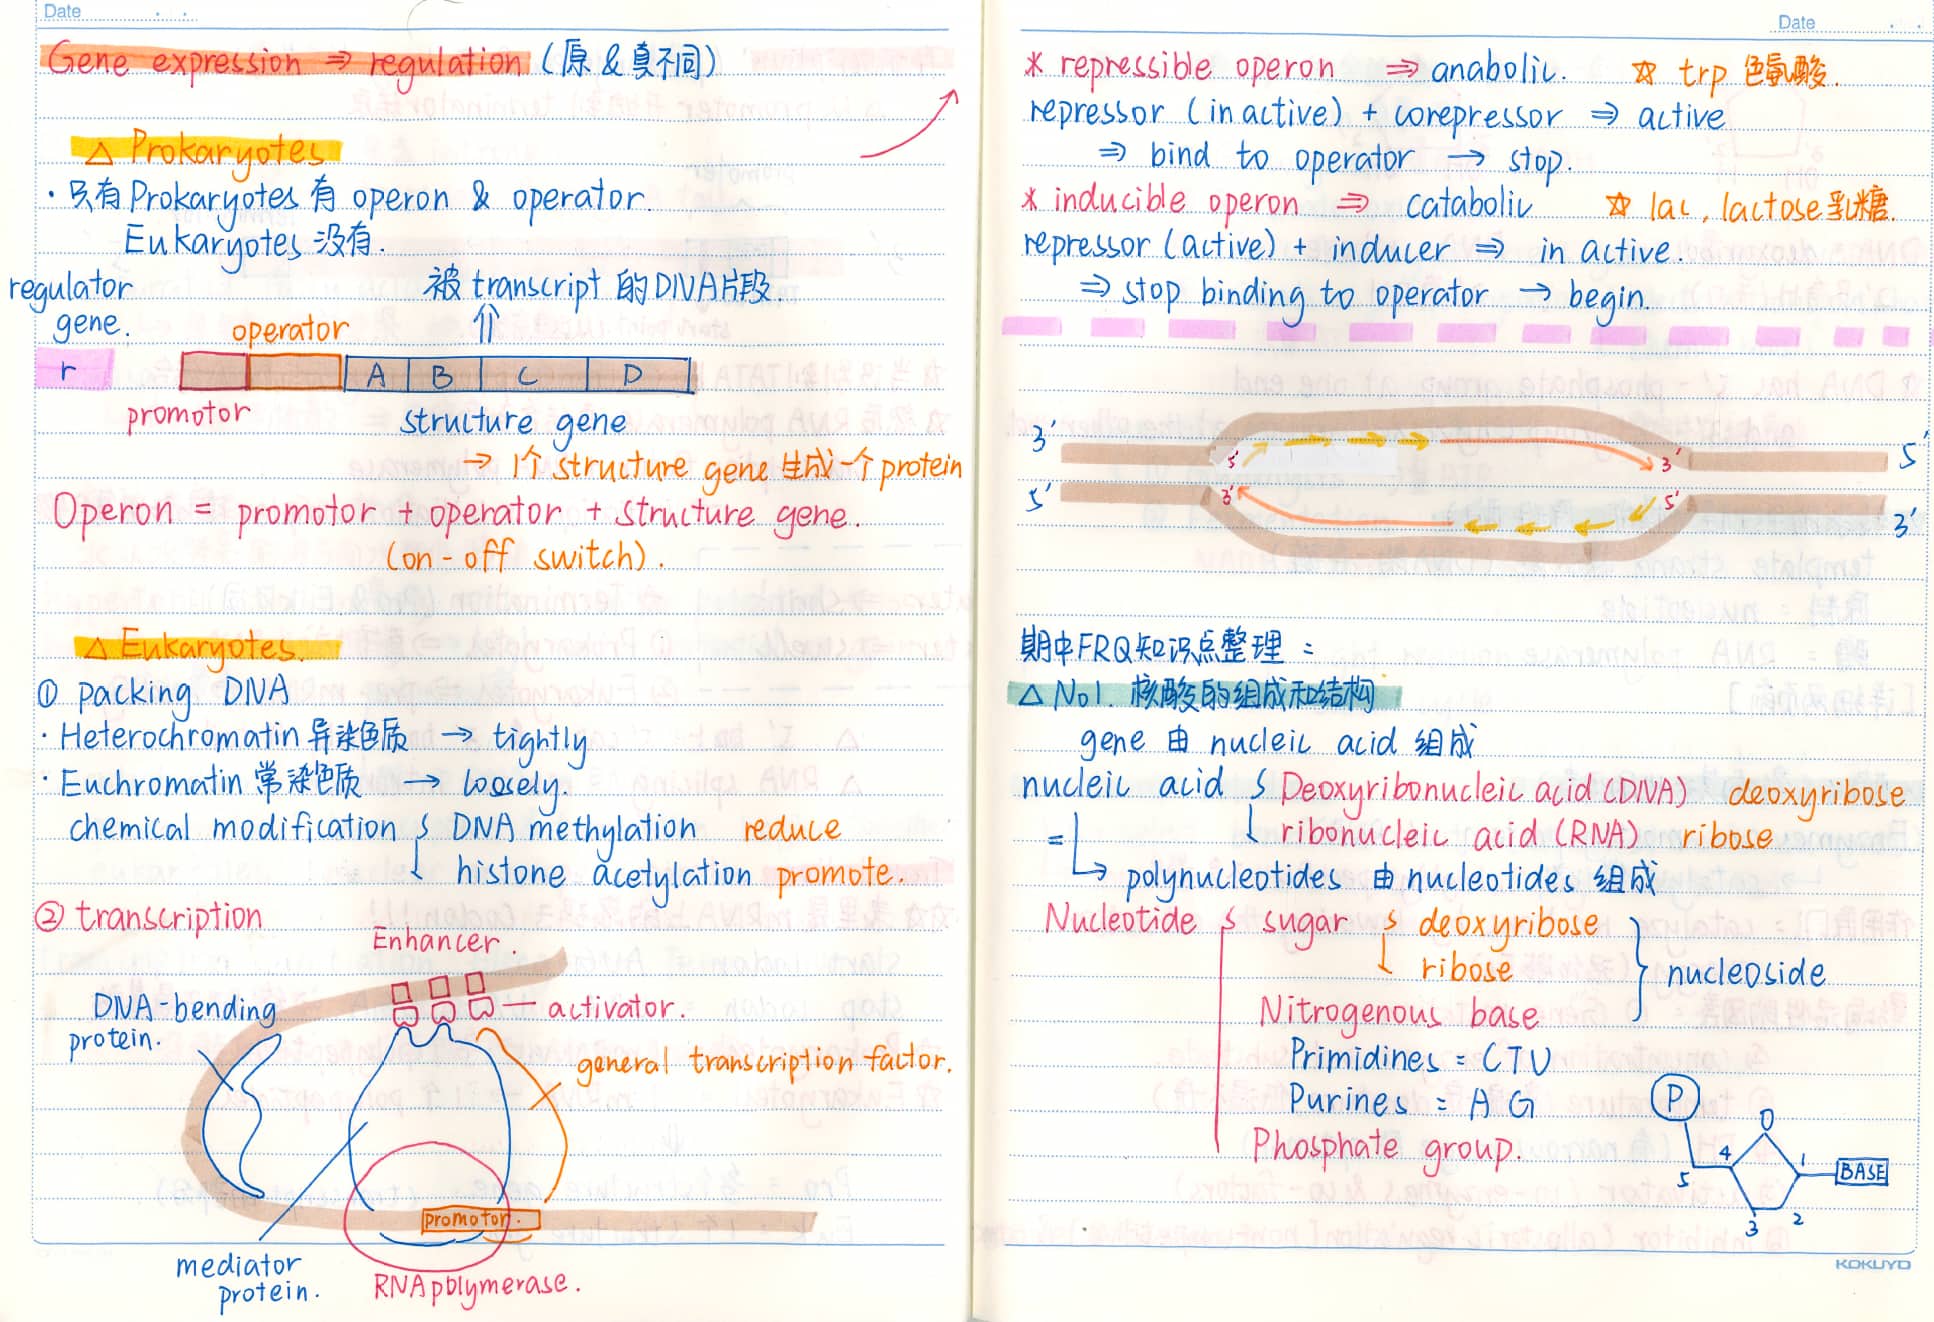 Date
Gene expression ⇒ regulation (原 & 真不同)
△ Prokaryotes
· 只有 Prokaryotes 有 operon & operator.
Eukaryotes 没有.
regulator
gene.
被 transcript 的 DNA片段.
operator
r
A B C D
promotor
structure gene
→ 1个 structure gene 生成一个 protein
Operon = promotor + operator + structure gene.
(on-off switch).
△ Eukaryotes.
① packing DNA
· Heterochromatin 异染色质 → tightly
· Euchromatin 常染色质 → loosely.
chemical modification DNA methylation reduce
histone acetylation promote.
② transcription
Enhancer.
DNA-bending
protein.
activator.
general transcription factor.
promotor.
mediator
protein.
RNA polymerase.
Date
* repressible operon ⇒ anabolic. ☆ trp 色氨酸.
repressor (inactive) + corepressor ⇒ active
⇒ bind to operator → stop.
* inducible operon ⇒ catabolic ☆ lac, lactose 乳糖.
repressor (active) + inducer ⇒ in active.
⇒ stop binding to operator → begin.
3' 5' 3' 5'
5' 3' 5' 3'
期中FRQ知识点整理:
△ No1. 核酸的组成和结构
gene 由 nucleic acid 组成
nucleic acid Deoxyribonucleic acid (DNA) deoxyribose
= ribonucleic acid (RNA) ribose
→ polynucleotides 由 nucleotides 组成
Nucleotide sugar deoxyribose
ribose
nucleoside
Nitrogenous base
Primidines = CTU
Purines = A G
Phosphate group.
P
O
4 1 BASE
5
3 2
KOKUYO